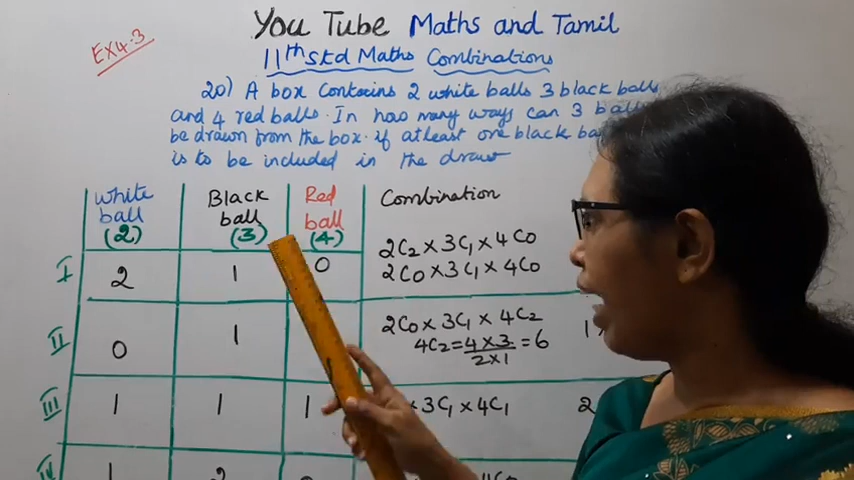 You Tube Maths and Tamil
EX4.3
11th std Maths Combinations
20) A box contains 2 white balls 3 black balls
and 4 red balls. In hao many ways can 3 balls
be drawn from the box. if atleast one black
is to be included in the draw
white ball (2) Black ball (3) Red ball (4) Combination
I 2 1 0 2C2 × 3C1 × 4C0
2C0 × 3C1 × 4C0
II 0 1 2C0 × 3C1 × 4C2
4C2 = 4 × 3 / 2 × 1 = 6
III 1 1 1 × 3C1 × 4C1 2
IV 1 2